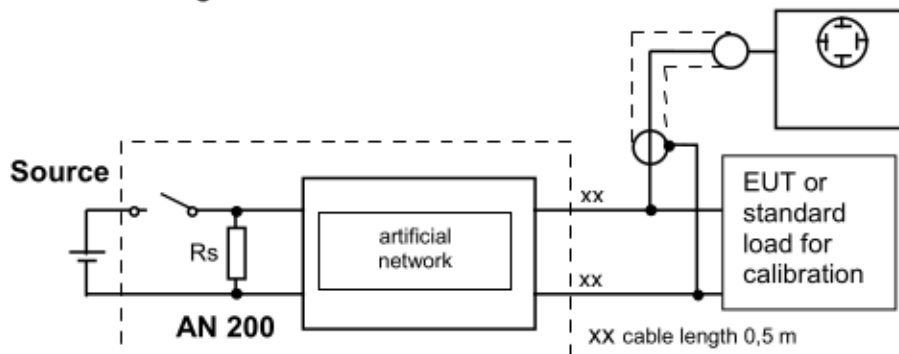 Source
Rs
artificial
network
AN 200
xx
xx
EUT or
standard
load for
calibration
xx cable length 0,5 m